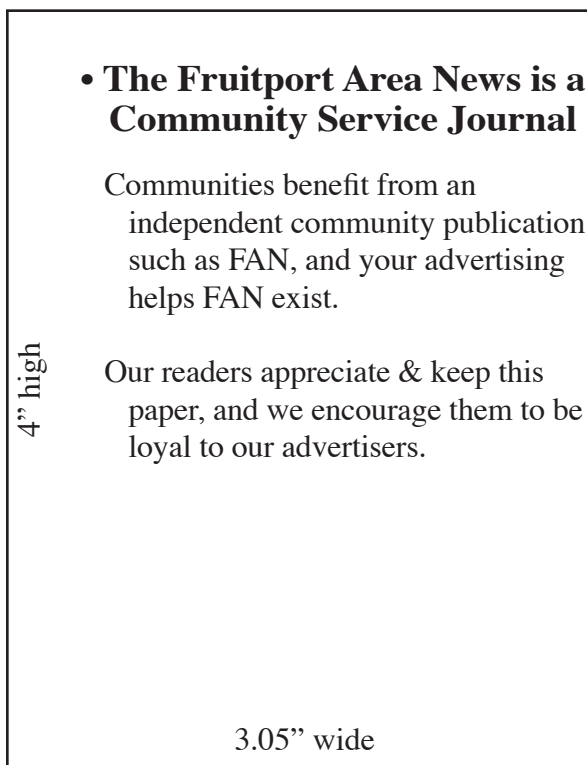 • The Fruitport Area News is a
Community Service Journal
Communities benefit from an
independent community publication
such as FAN, and your advertising
helps FAN exist.
Our readers appreciate & keep this
paper, and we encourage them to be
loyal to our advertisers.
4” high
3.05” wide